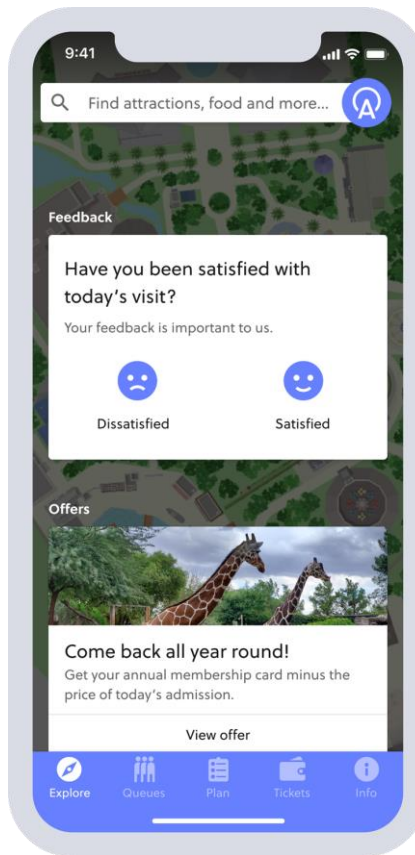 9:41
Find attractions, food and more...
A
Feedback
Have you been satisfied with
today's visit?
Your feedback is important to us.
Dissatisfied
Satisfied
Offers
Come back all year round!
Get your annual membership card minus the
price of today's admission.
View offer
Explore
Queues
Plan
Tickets
Info